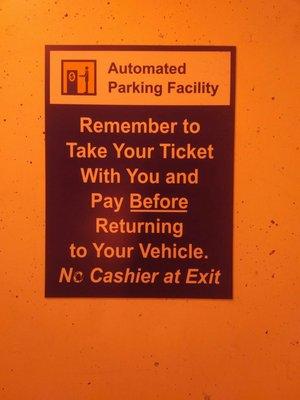 Automated
Parking Facility
Remember to
Take Your Ticket
With You and
Pay Before
Returning
to Your Vehicle.
No Cashier at Exit